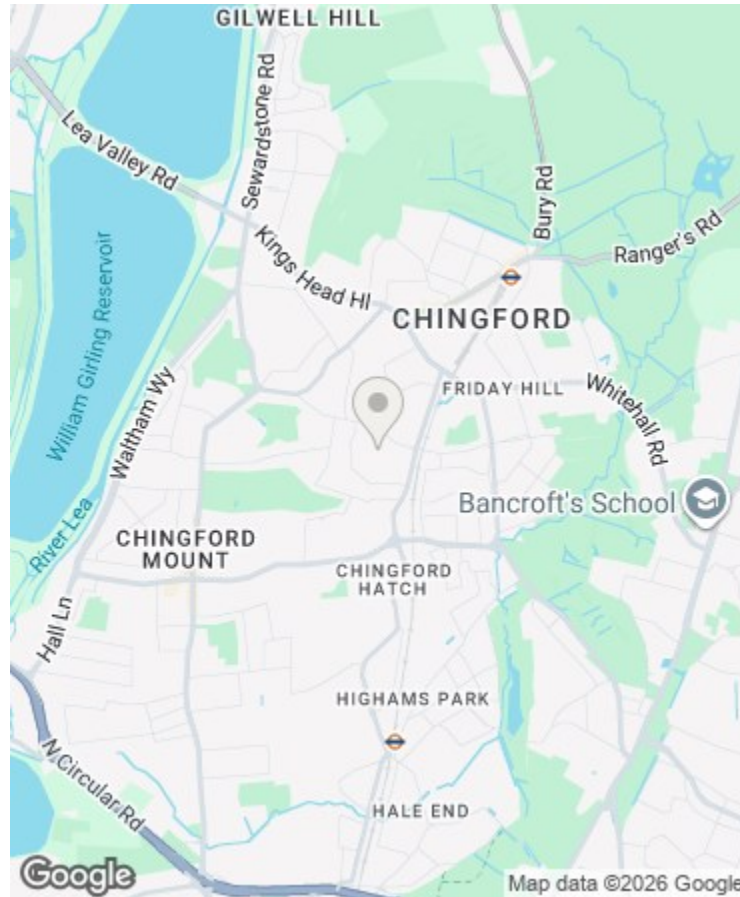 GILWELL HILL
Lea Valley Rd
Sewardstone Rd
Bury Rd
Ranger's Rd
Kings Head Hl
CHINGFORD
William Girling Reservoir
Waltham Wy
FRIDAY HILL
Whitehall Rd
Bancroft's School
River Lea
CHINGFORD
MOUNT
CHINGFORD
HATCH
Hall Ln
HIGHAMS PARK
N Circular Rd
HALE END
Google
Map data ©2026 Google